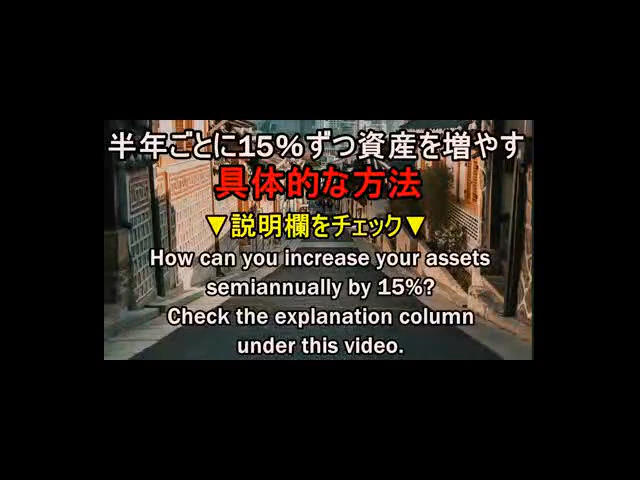 半年ごとに15%ずつ資産を増やす
具体的な方法
▼説明欄をチェック▼
How can you increase your assets
semiannually by 15%?
Check the explanation column
under this video.